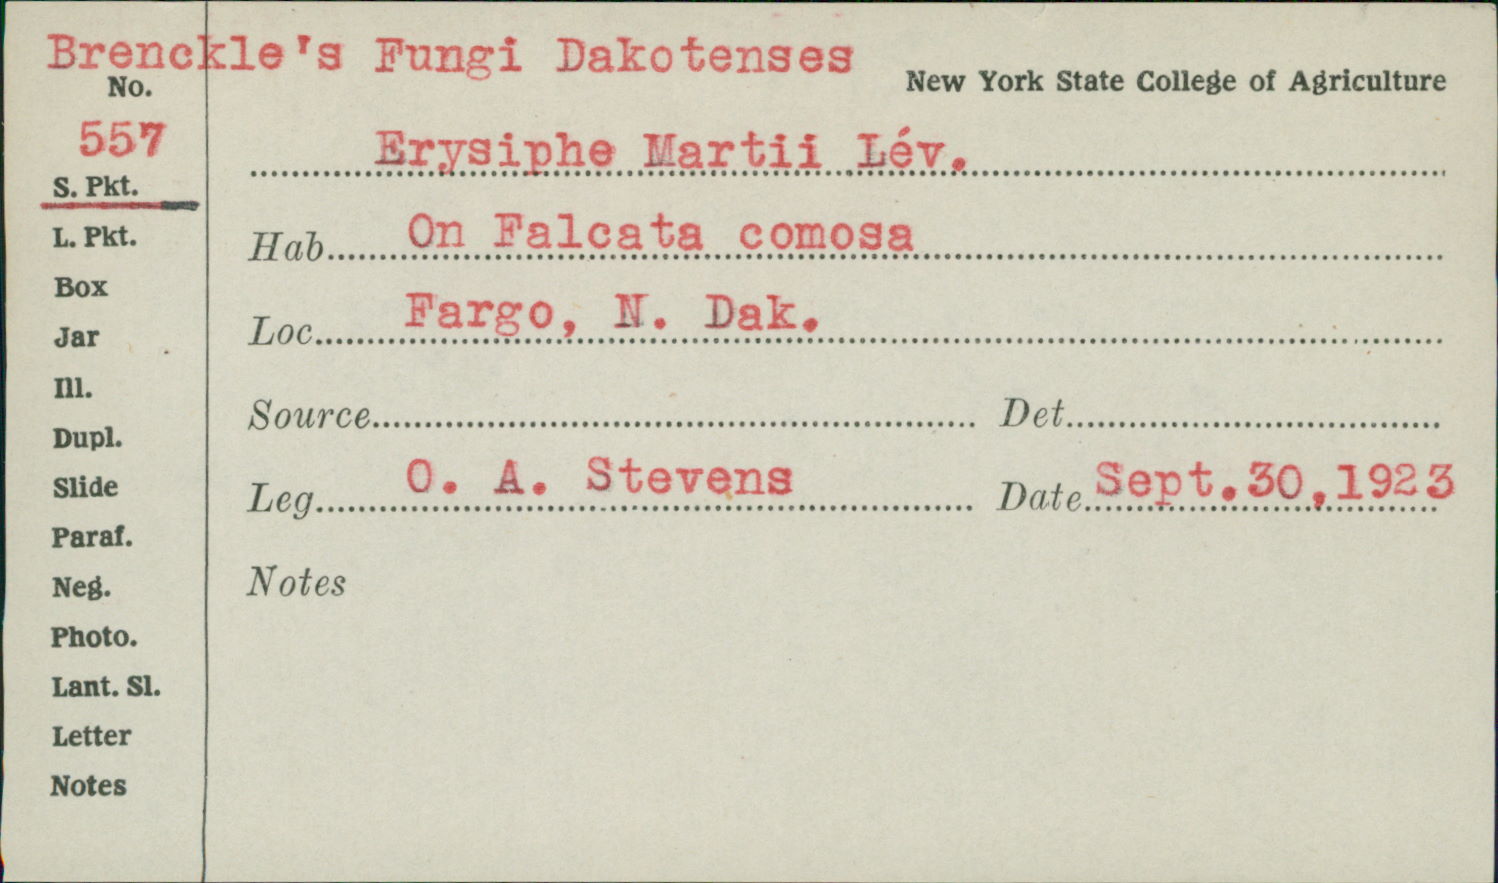 Brenckle's Fungi Dakotenses
New York State College of Agriculture
No.
557
Erysiphe Martii Lév.
S. Pkt.
L. Pkt.
Hab. On Falcata comosa
Box
Loc. Fargo, N. Dak.
Jar
Ill.
Source Det.
Dupl.
Slide
Leg. O. A. Stevens Date Sept.30,1923
Paraf.
Neg.
Notes
Photo.
Lant. Sl.
Letter
Notes